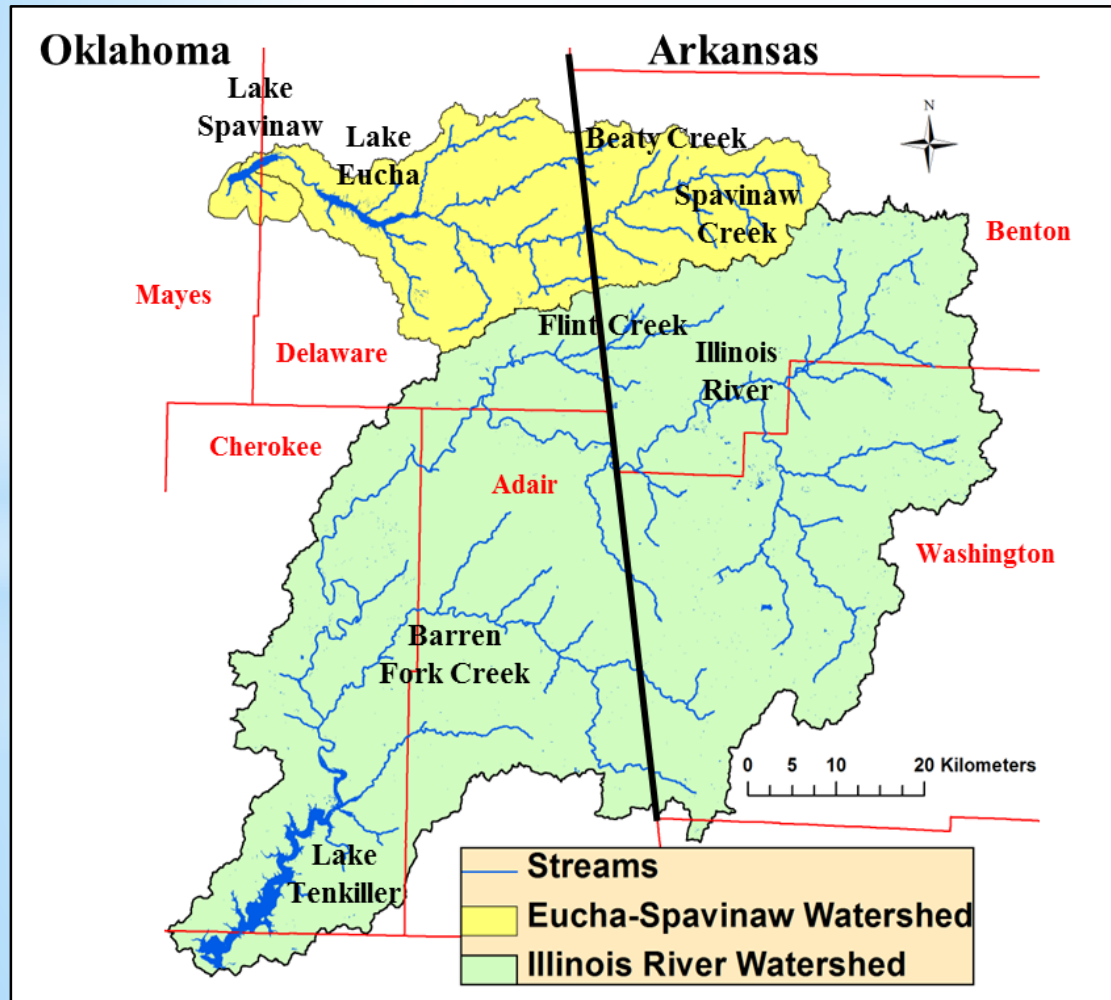 Oklahoma
Arkansas
Lake
Spavinaw
Lake
Eucha
Beaty Creek
Spavinaw
Creek
N
Benton
Mayes
Delaware
Flint Creek
Illinois
River
Cherokee
Adair
Washington
Barren
Fork Creek
0 5 10 20 Kilometers
Lake
Tenkiller
Streams
Eucha-Spavinaw Watershed
Illinois River Watershed